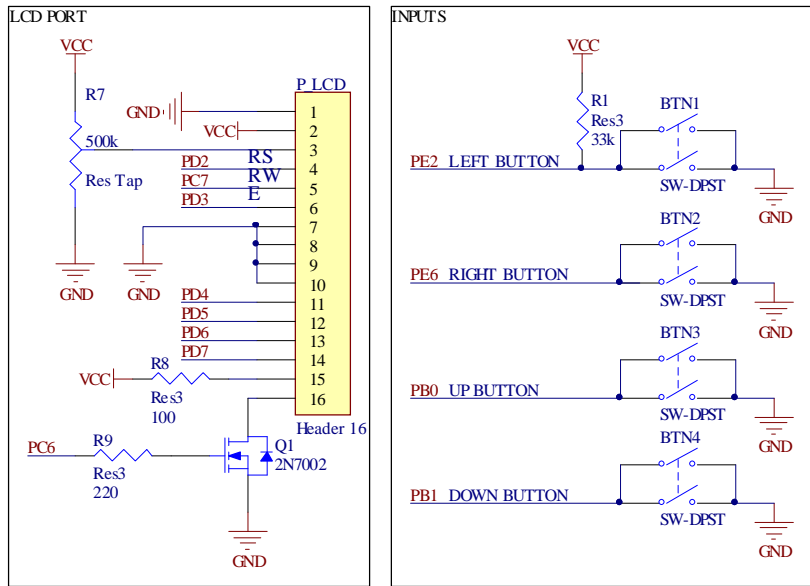 LCD PORT
VCC
R7
500k
Res Tap
GND
P_LCD
GND
VCC
PD2 RS
PC7 RW
PD3 E
1
2
3
4
5
6
7
8
9
10
11
12
13
14
15
16
GND
PD4
PD5
PD6
PD7
VCC
R8
Res3
100
Header 16
PC6
R9
Res3
220
Q1
2N7002
GND
INPUTS
VCC
R1
Res3
33k
BTN1
PE2 LEFT BUTTON
SW-DPST
GND
BTN2
PE6 RIGHT BUTTON
SW-DPST
GND
BTN3
PB0 UP BUTTON
SW-DPST
GND
BTN4
PB1 DOWN BUTTON
SW-DPST
GND